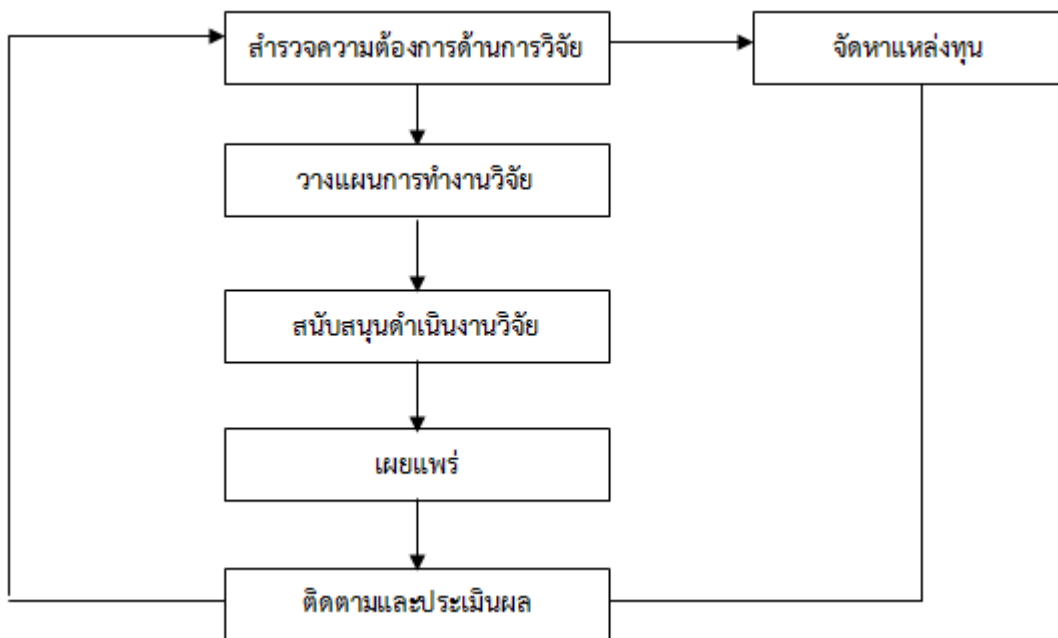 สำรวจความต้องการด้านการวิจัย
จัดหาแหล่งทุน
วางแผนการทำงานวิจัย
สนับสนุนดำเนินงานวิจัย
เผยแพร่
ติดตามและประเมินผล